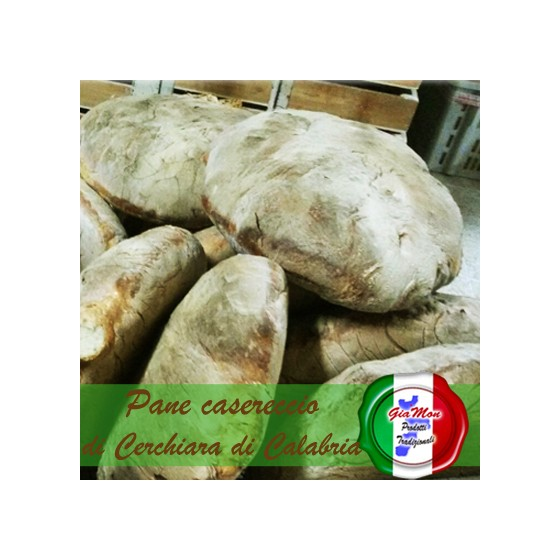 Pane casereccio
di Cerchiara di Calabria
GiaMon
Prodotti
Tradizionali